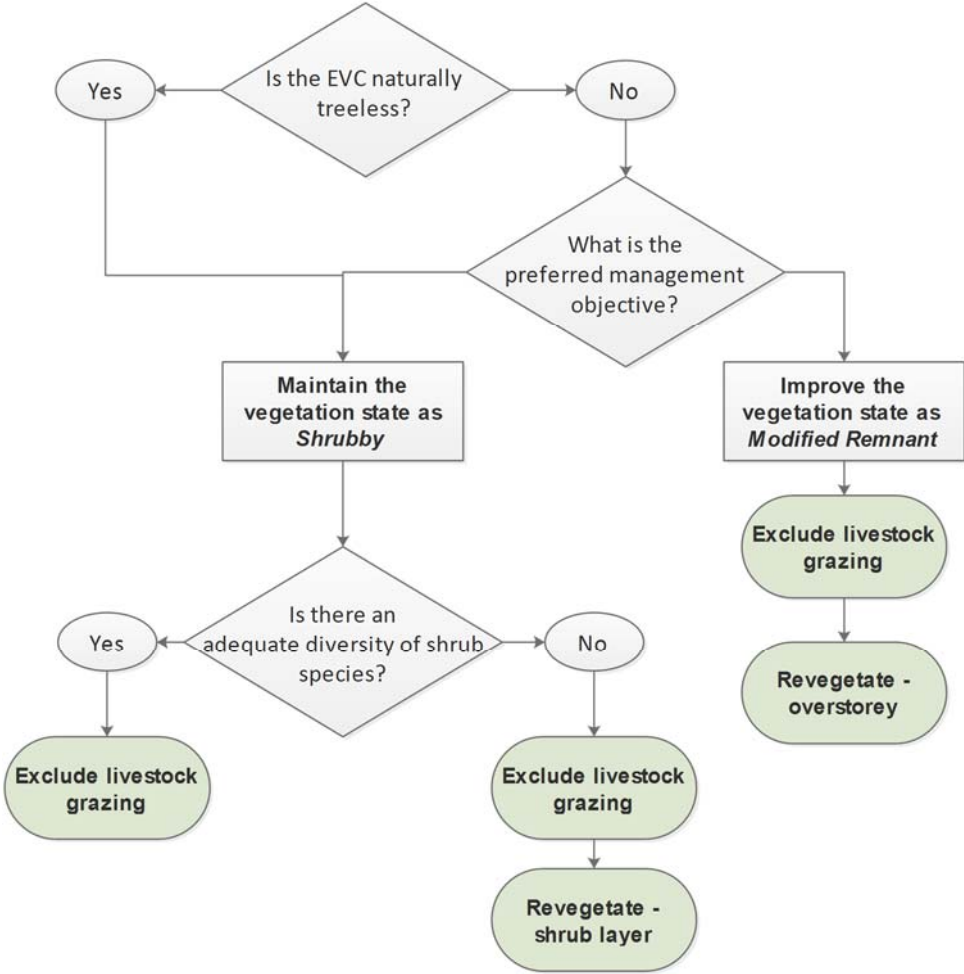 Is the EVC naturally
treeless?
Yes
No
What is the
preferred management
objective?
Maintain the
vegetation state as
Shrubby
Improve the
vegetation state as
Modified Remnant
Exclude livestock
grazing
Revegetate -
overstorey
Is there an
adequate diversity of shrub
species?
Yes
No
Exclude livestock
grazing
Exclude livestock
grazing
Revegetate -
shrub layer